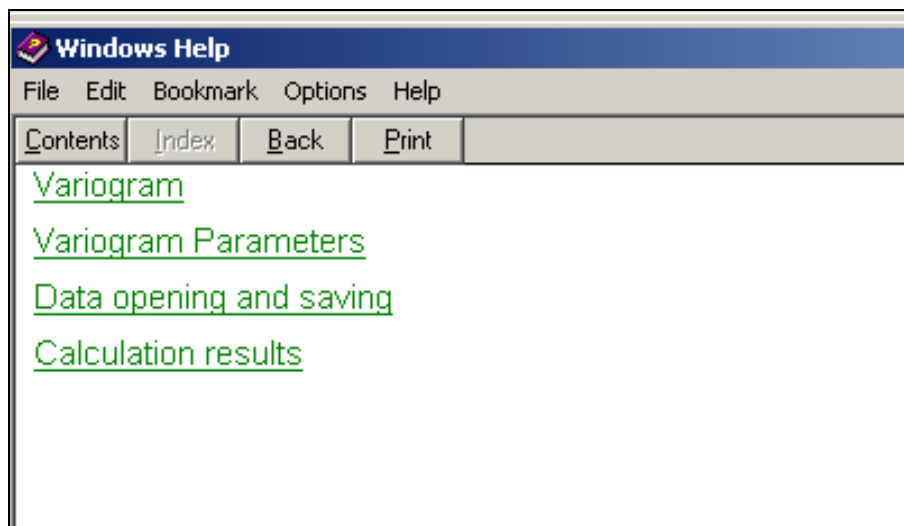 Windows Help
File Edit Bookmark Options Help
Contents Index Back Print
Variogram
Variogram Parameters
Data opening and saving
Calculation results